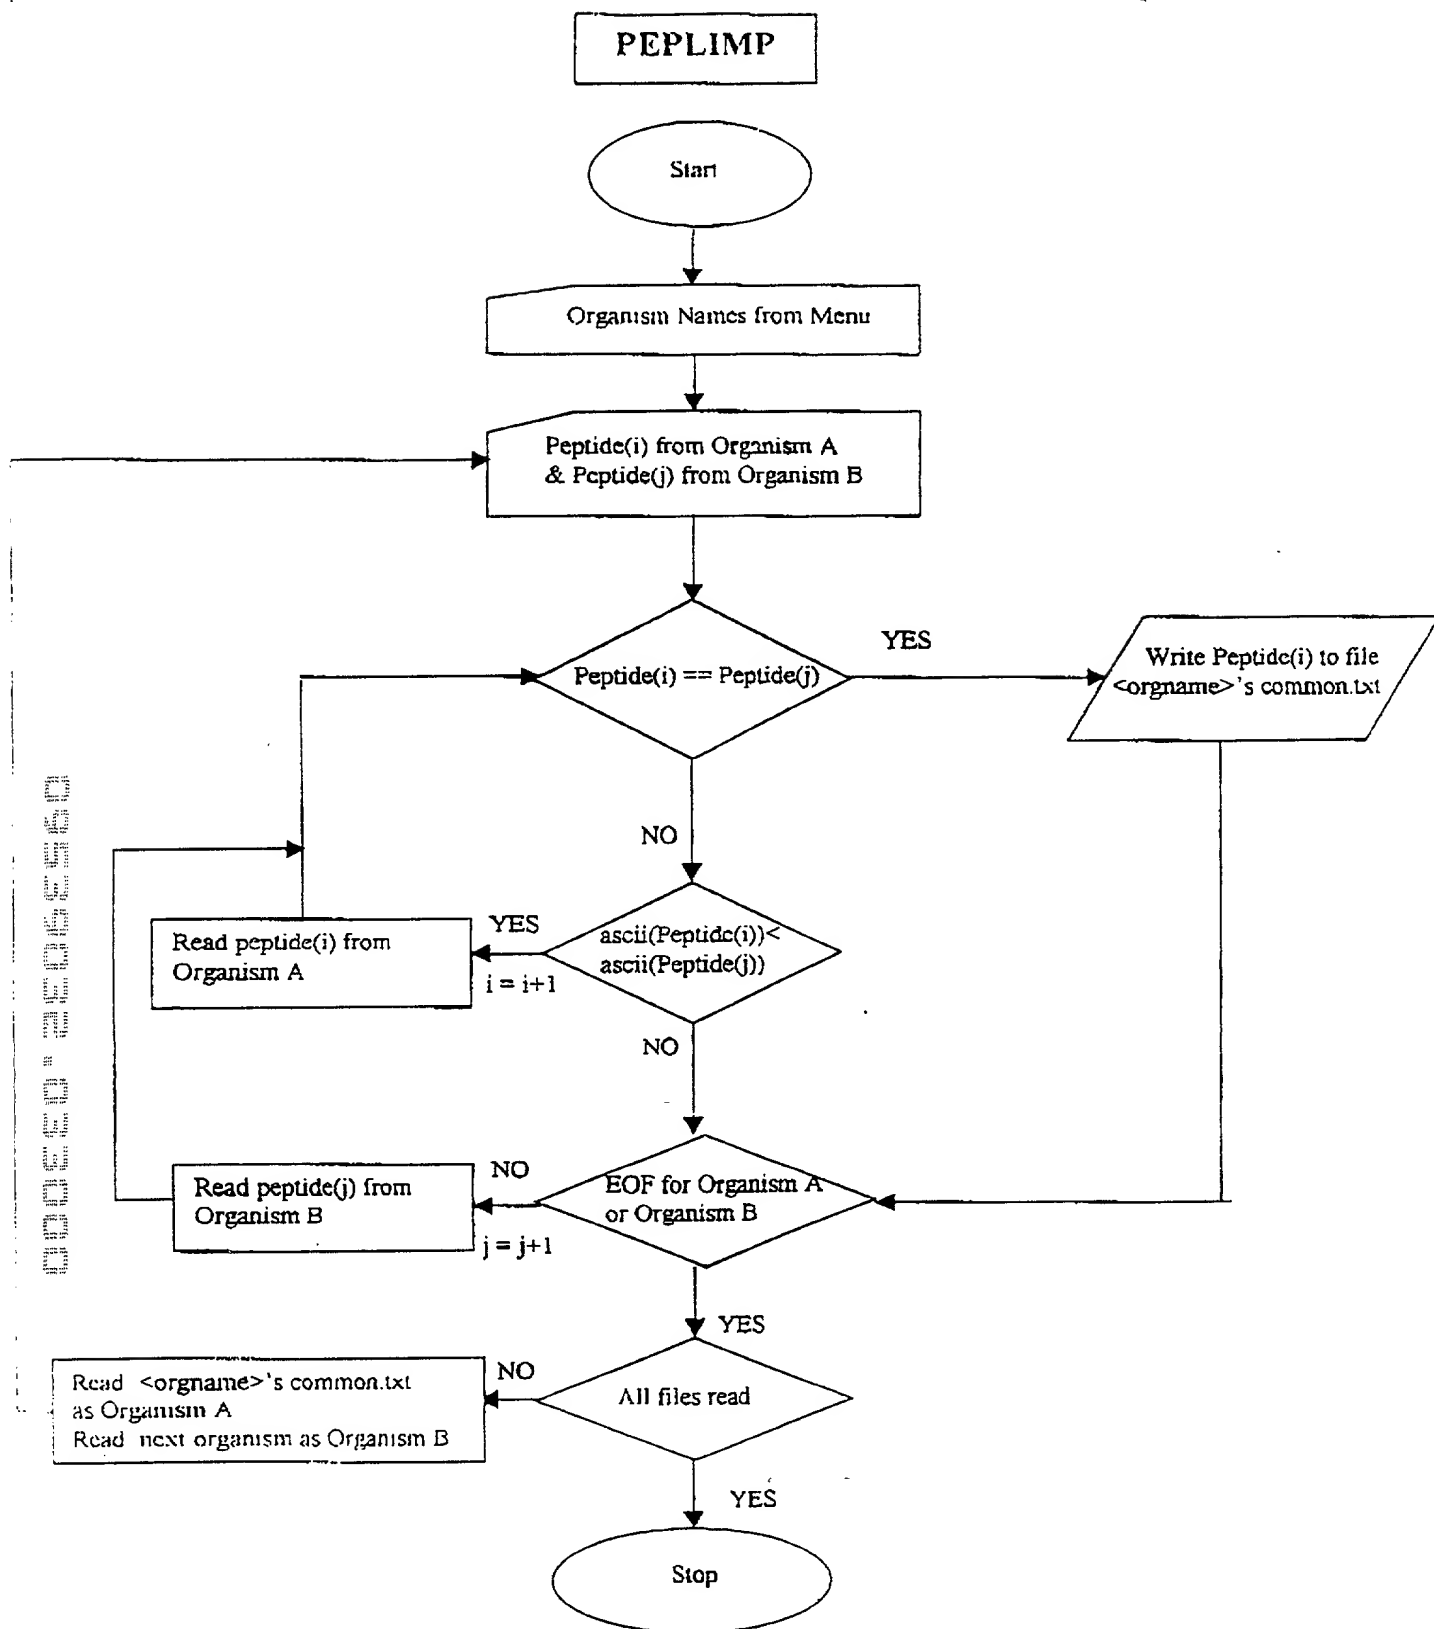 PEPLIMP
Start
Organism Names from Menu
Peptide(i) from Organism A
& Peptide(j) from Organism B
Peptide(i) == Peptide(j)
YES
Write Peptide(i) to file
<orgname>'s common.txt
NO
ascii(Peptide(i))<
ascii(Peptide(j))
YES
i = i+1
Read peptide(i) from
Organism A
NO
EOF for Organism A
or Organism B
NO
j = j+1
Read peptide(j) from
Organism B
YES
All files read
NO
Read <orgname>'s common.txt
as Organism A
Read next organism as Organism B
YES
Stop